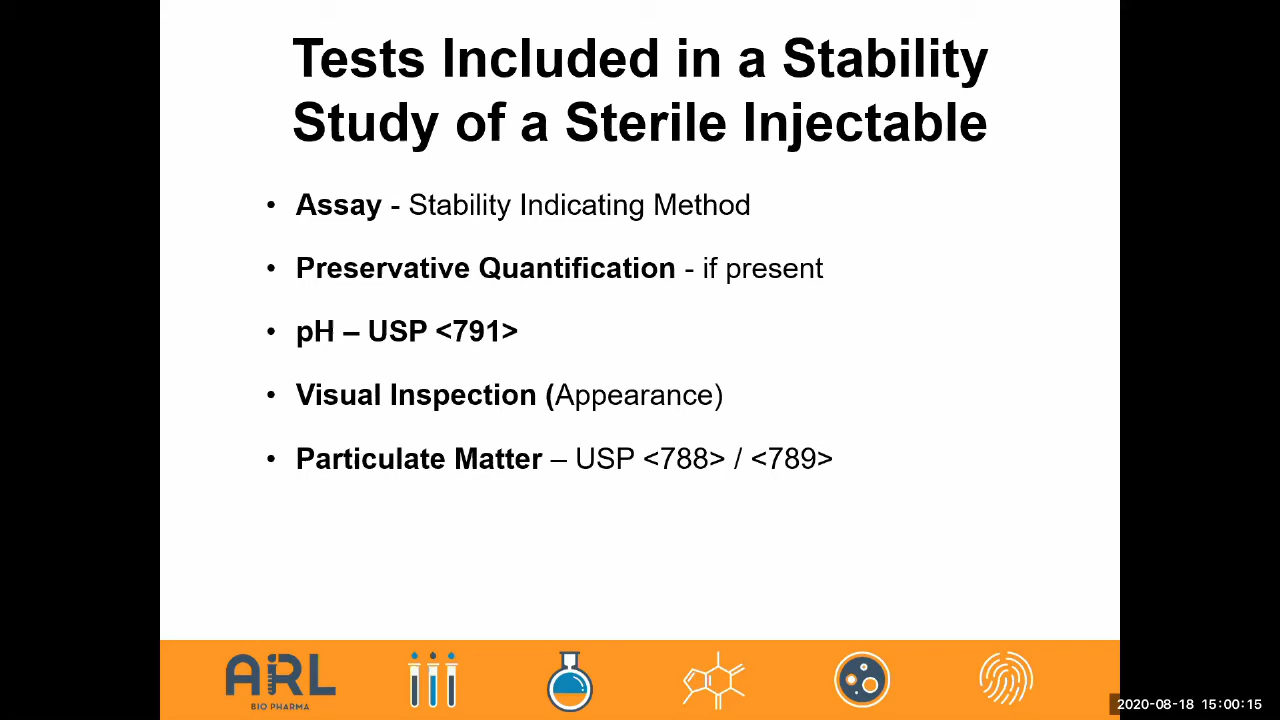 Tests Included in a Stability
Study of a Sterile Injectable
• Assay - Stability Indicating Method
• Preservative Quantification - if present
• pH – USP <791>
• Visual Inspection (Appearance)
• Particulate Matter – USP <788> / <789>
ARL
BIO PHARMA
2020-08-18 15:00:15